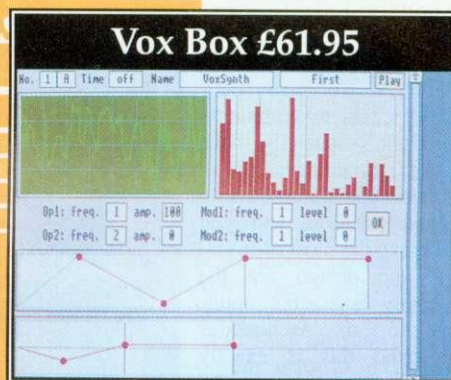 Vox Box £61.95
No. 1 A Time off Name VoxSynth First Play
Op1: freq. 1 amp. 100 Mod1: freq. 1 level 0
OK
Op2: freq. 2 amp. 0 Mod2: freq. 1 level 0